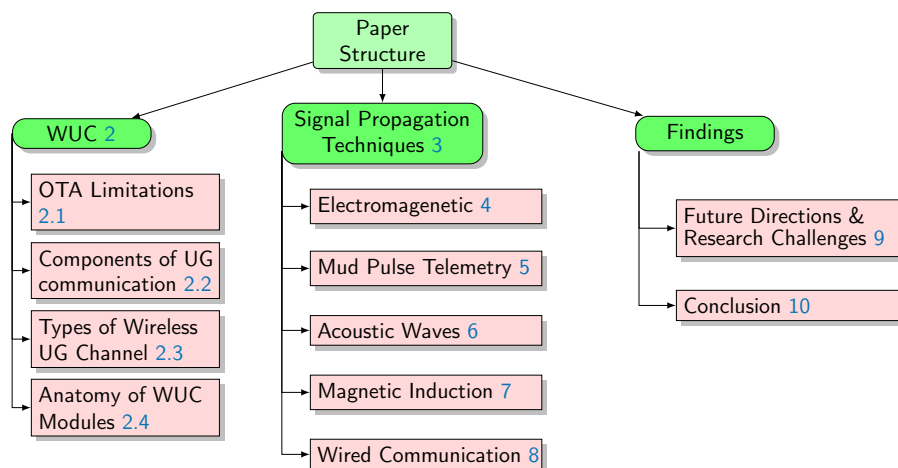 Paper
Structure
WUC 2
OTA Limitations
2.1
Components of UG
communication 2.2
Types of Wireless
UG Channel 2.3
Anatomy of WUC
Modules 2.4
Signal Propagation
Techniques 3
Electromagenetic 4
Mud Pulse Telemetry 5
Acoustic Waves 6
Magnetic Induction 7
Wired Communication 8
Findings
Future Directions &
Research Challenges 9
Conclusion 10